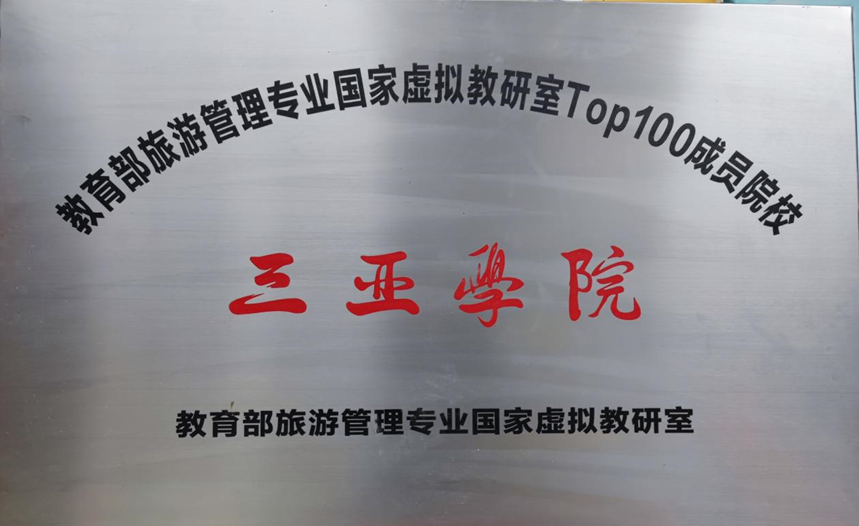 教育部旅游管理专业国家虚拟教研室Top100成员院校
三亚學院
教育部旅游管理专业国家虚拟教研室